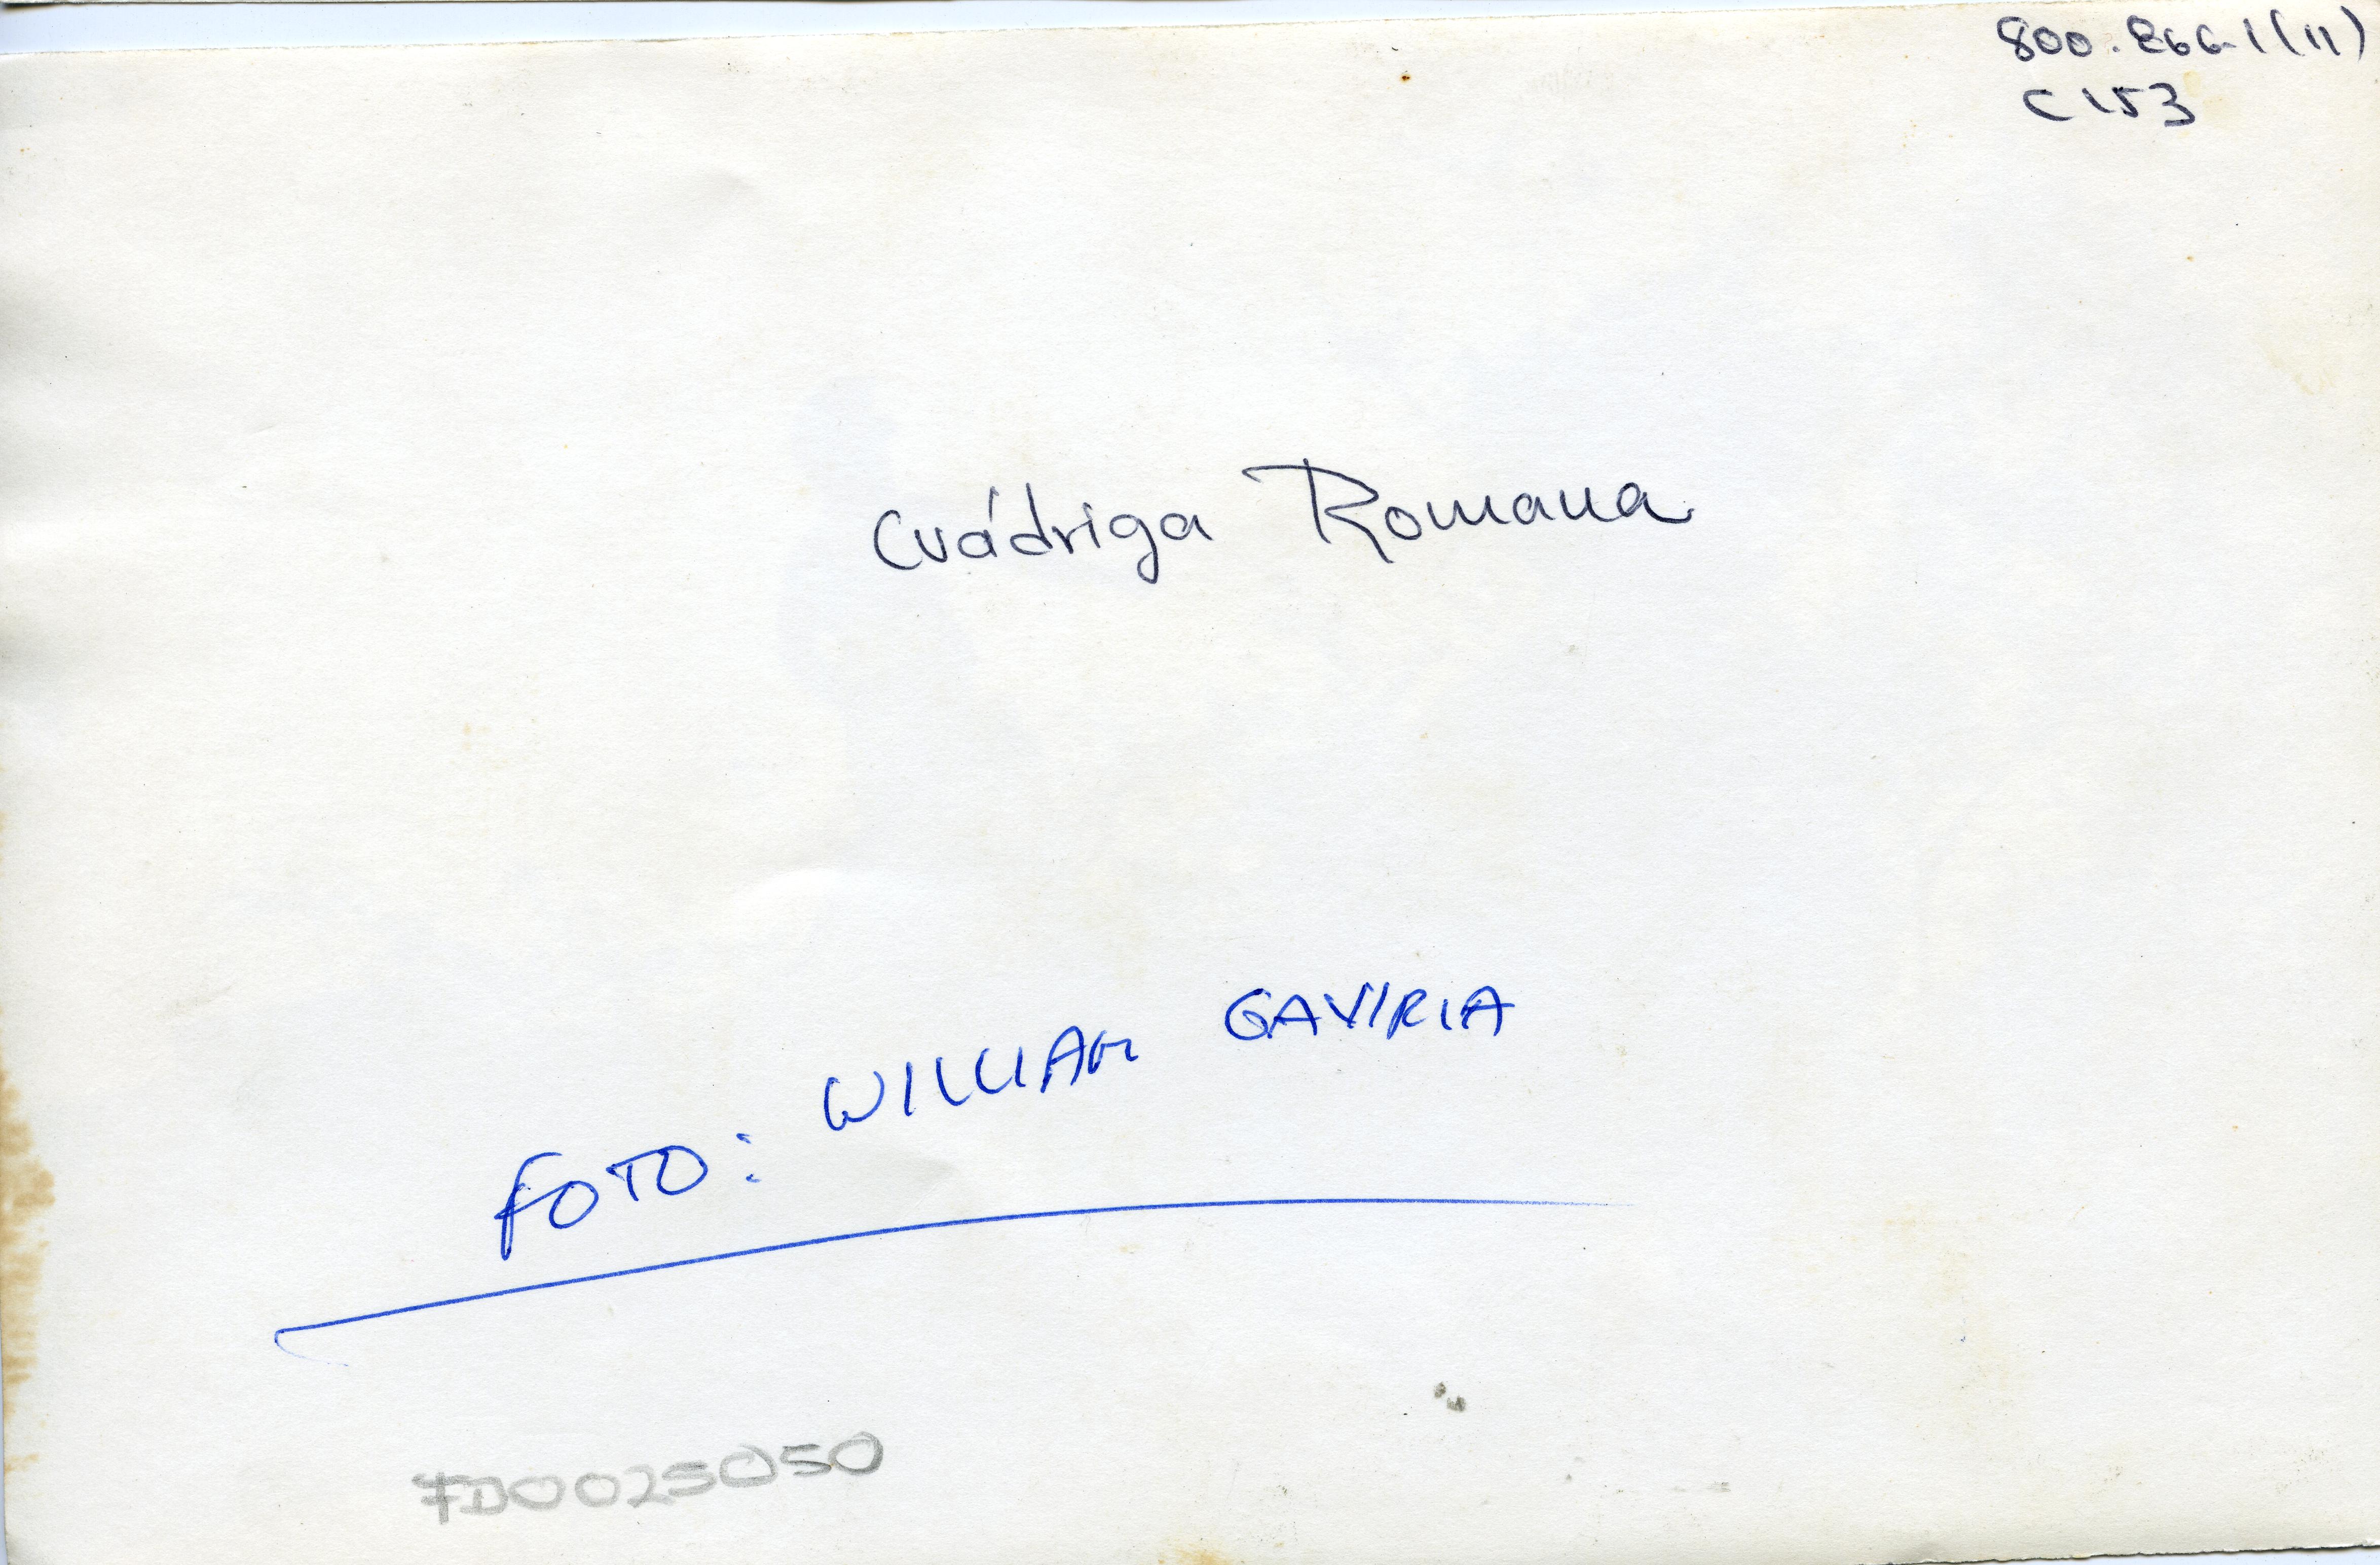 800.866-1(11)
C153
Cuádriga Romana
FOTO: WILLIAM GAVIRIA
FD0025050